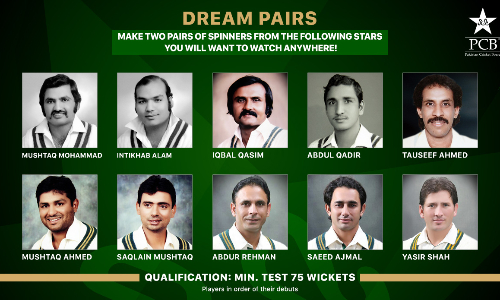 DREAM PAIRS
MAKE TWO PAIRS OF SPINNERS FROM THE FOLLOWING STARS
YOU WILL WANT TO WATCH ANYWHERE!
PCB
MUSHTAQ MOHAMMAD
INTIKHAB ALAM
IQBAL QASIM
ABDUL QADIR
TAUSEEF AHMED
MUSHTAQ AHMED
SAQLAIN MUSHTAQ
ABDUR REHMAN
SAEED AJMAL
YASIR SHAH
QUALIFICATION: MIN. TEST 75 WICKETS
Players in order of their debuts